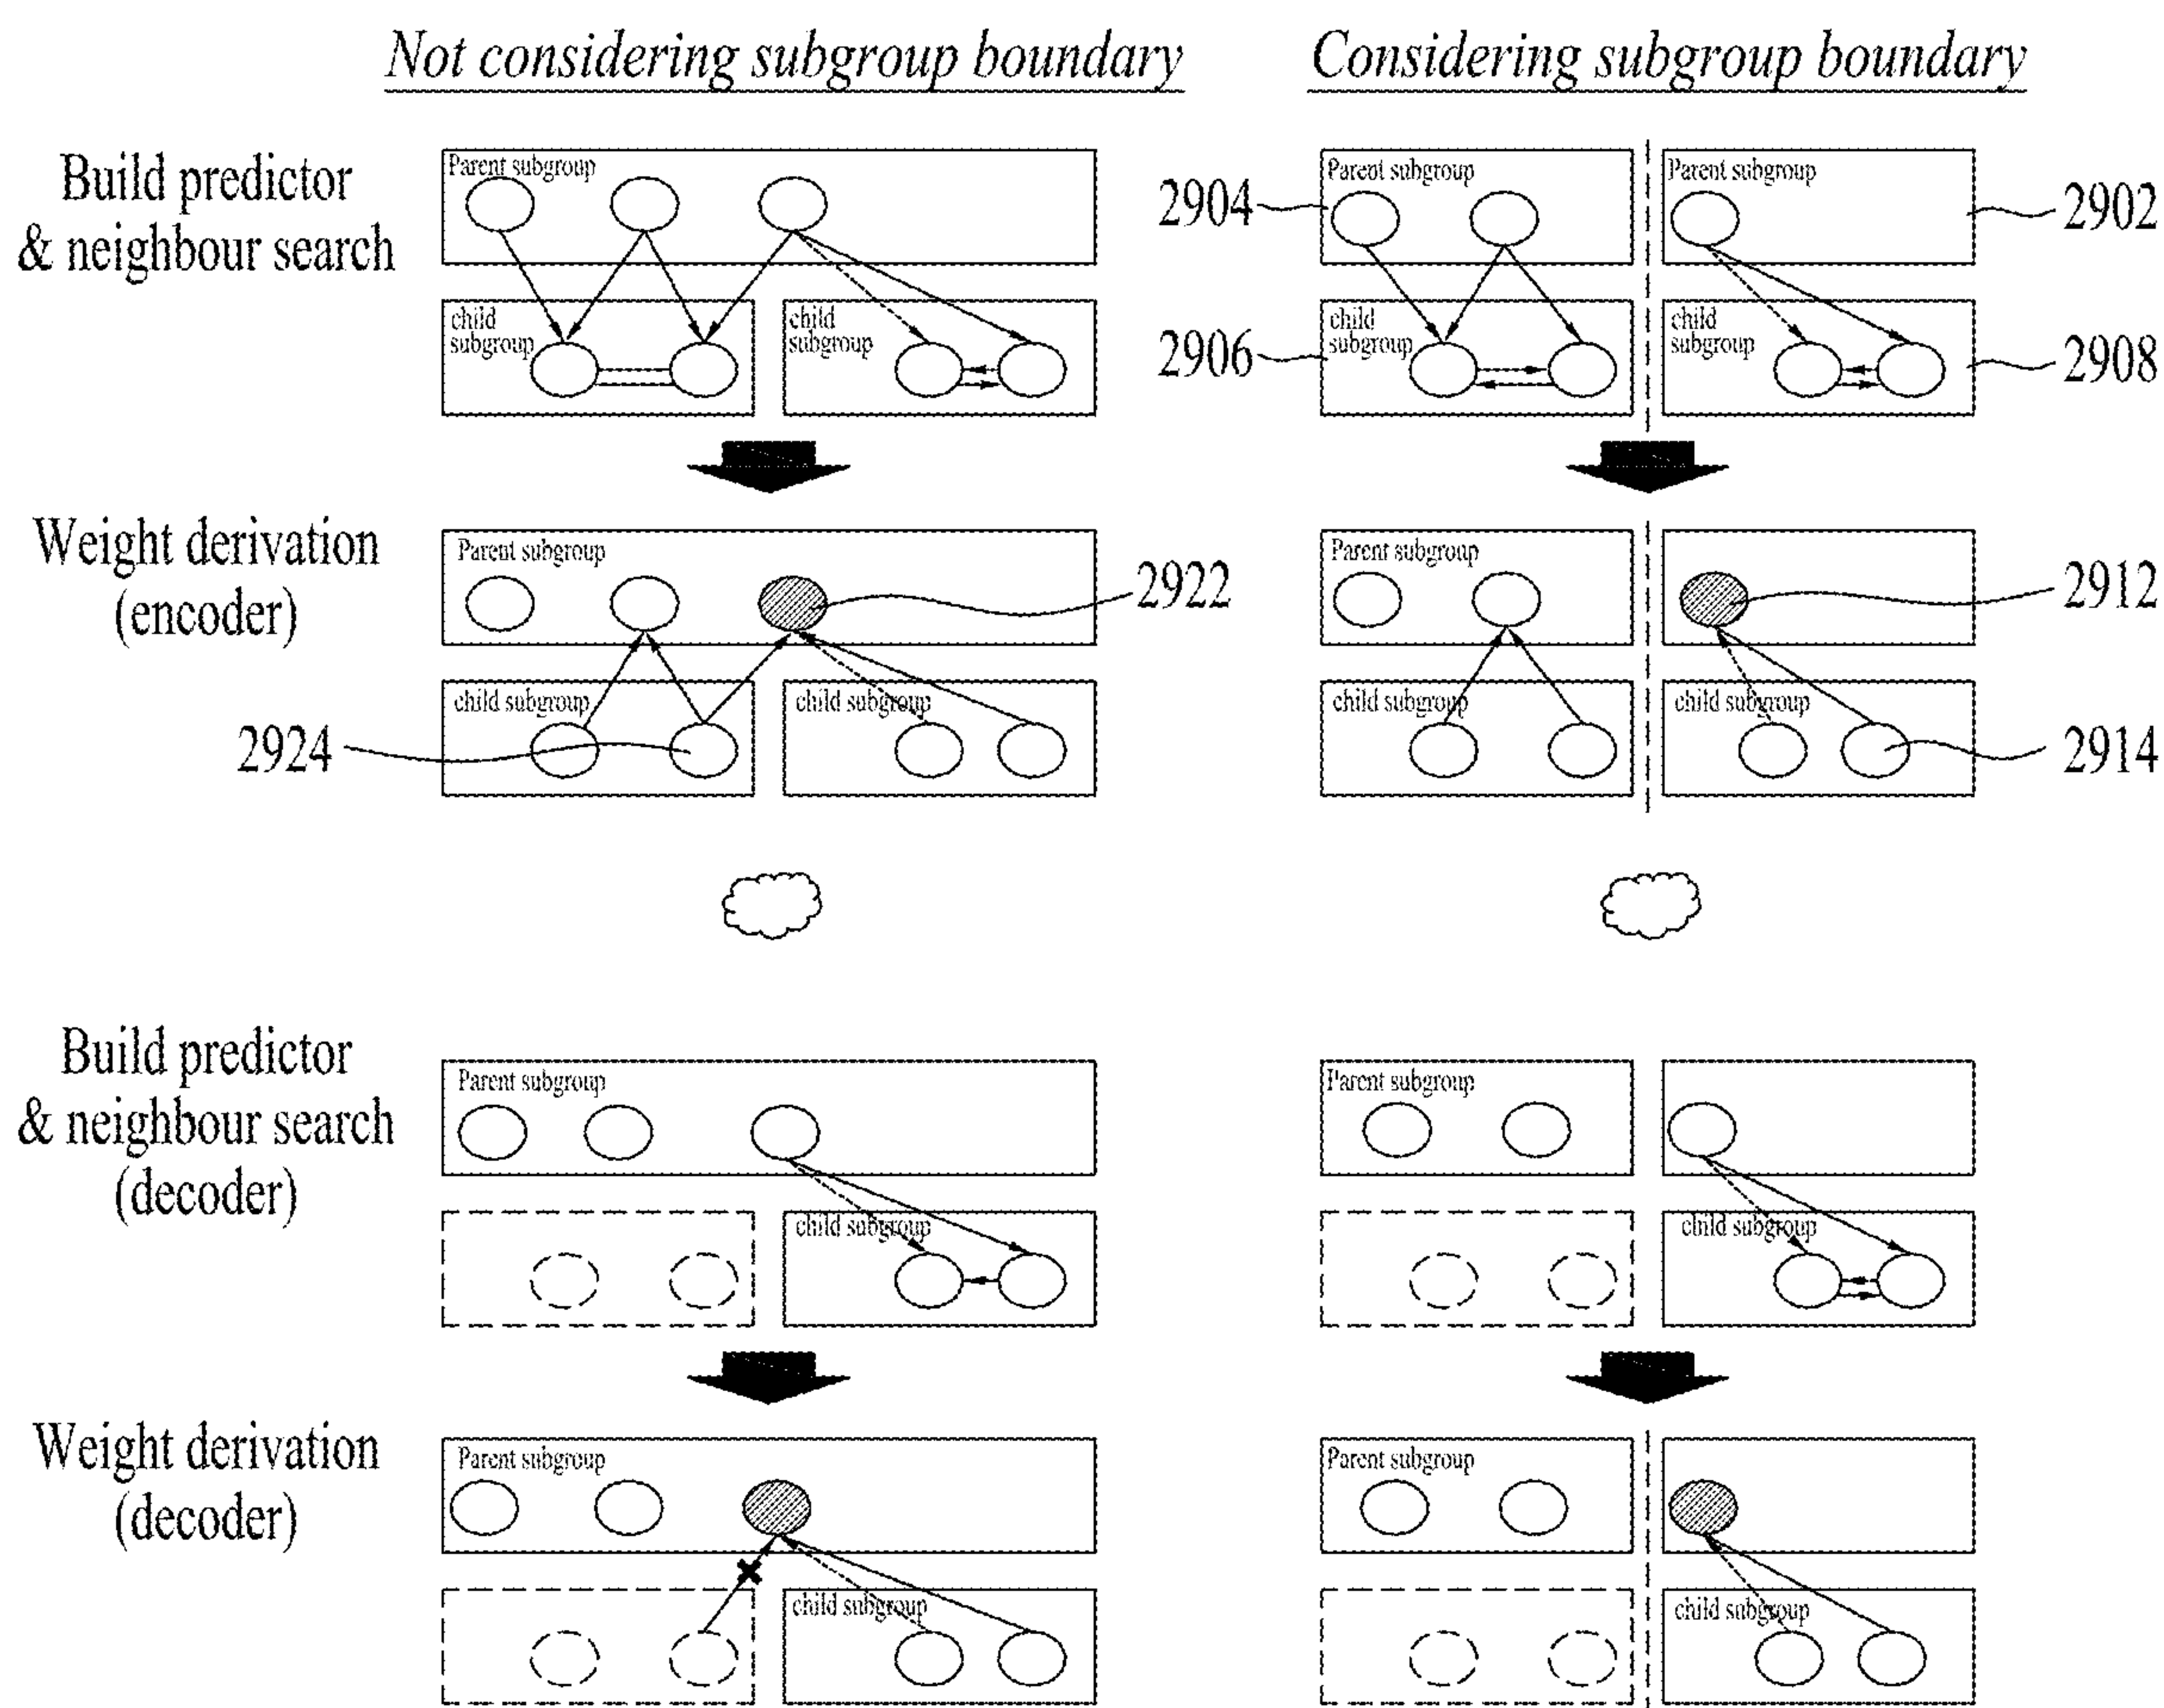 Not considering subgroup boundary
Considering subgroup boundary
Build predictor
& neighbour search
Parent subgroup
2904
Parent subgroup
Parent subgroup
2902
child
subgroup
child
subgroup
2906
child
subgroup
child
subgroup
2908
Weight derivation
(encoder)
Parent subgroup
2922
Parent subgroup
2912
2924
child subgroup
child subgroup
child subgroup
child subgroup
2914
Build predictor
& neighbour search
(decoder)
Parent subgroup
Parent subgroup
child subgroup
child subgroup
Weight derivation
(decoder)
Parent subgroup
Parent subgroup
child subgroup
child subgroup